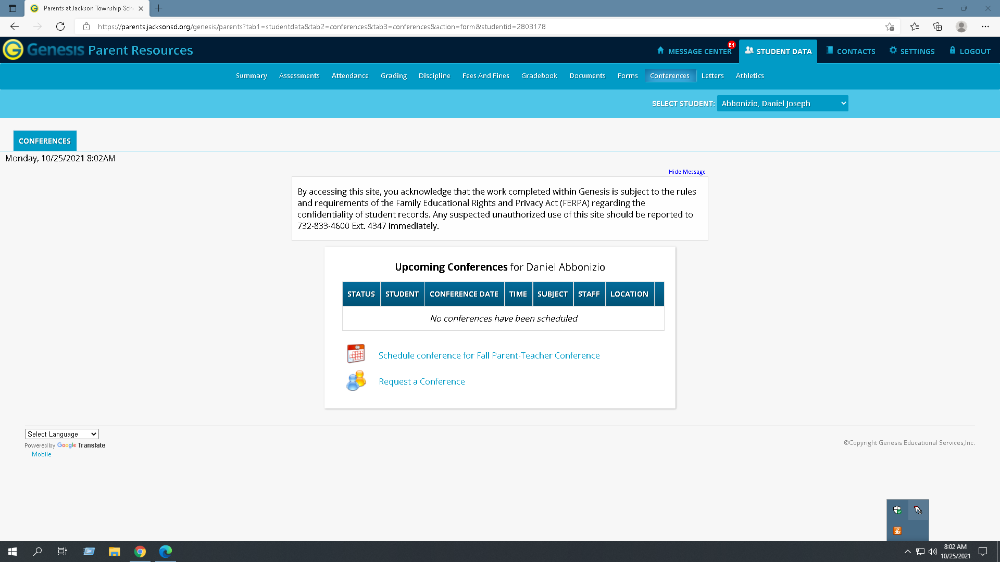 Parents at Jackson Township Sch
https://parents.jacksonsd.org/genesis/parents?tab1=studentdata&tab2=conferences&tab3=conferences&action=form&studentid=2803178
G Genesis Parent Resources
MESSAGE CENTER 81 STUDENT DATA CONTACTS SETTINGS LOGOUT
Summary Assessments Attendance Grading Discipline Fees And Fines Gradebook Documents Forms Conferences Letters Athletics
SELECT STUDENT: Abbonizio, Daniel Joseph
CONFERENCES
Monday, 10/25/2021 8:02AM
Hide Message
By accessing this site, you acknowledge that the work completed within Genesis is subject to the rules
and requirements of the Family Educational Rights and Privacy Act (FERPA) regarding the
confidentiality of student records. Any suspected unauthorized use of this site should be reported to
732-833-4600 Ext. 4347 immediately.
Upcoming Conferences for Daniel Abbonizio
STATUS STUDENT CONFERENCE DATE TIME SUBJECT STAFF LOCATION
No conferences have been scheduled
Schedule conference for Fall Parent-Teacher Conference
Request a Conference
Select Language
Powered by Google Translate
Mobile
©Copyright Genesis Educational Services,Inc.
8:02 AM
10/25/2021